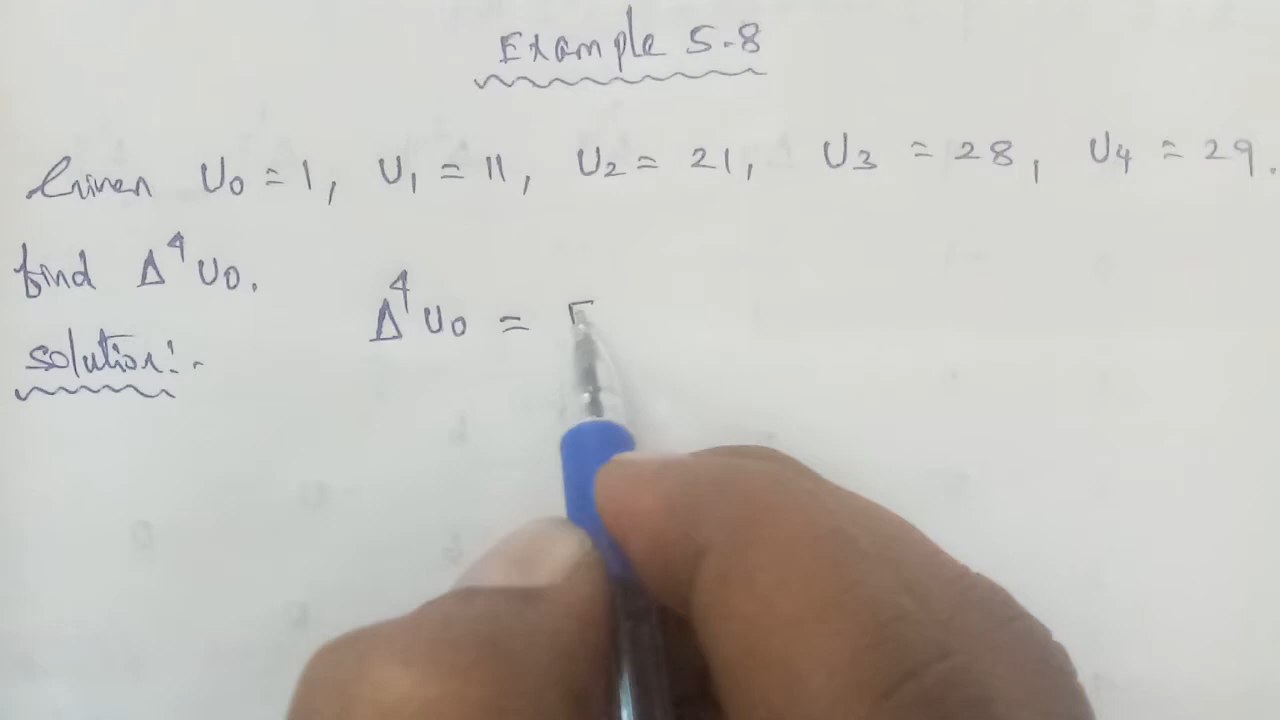 Example 5.8
Given U₀ = 1, U₁ = 11, U₂ = 21, U₃ = 28, U₄ = 29.
find Δ⁴U₀.
Δ⁴U₀ =
solution:-